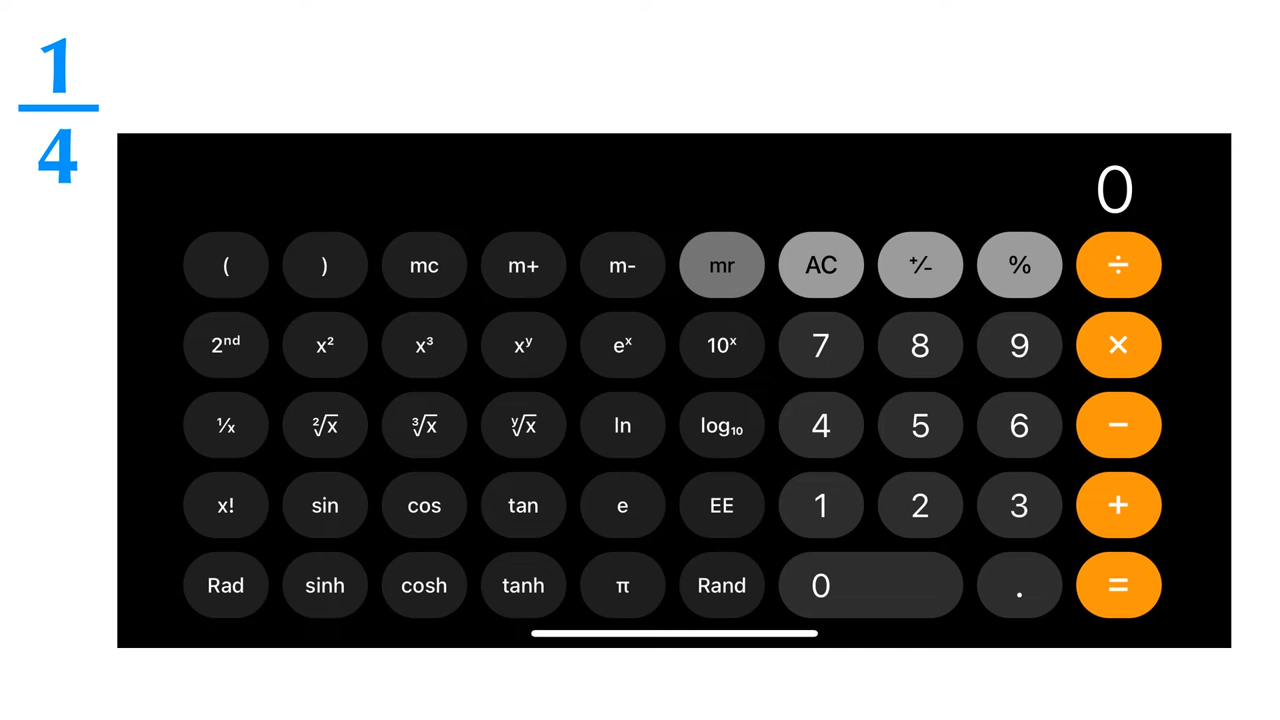 1
4
0
( ) mc m+ m- mr AC ⁺∕₋ % ÷
2ⁿᵈ x² x³ xʸ eˣ 10ˣ 7 8 9 ×
¹∕ₓ ²√x ³√x ʸ√x ln log₁₀ 4 5 6 −
x! sin cos tan e EE 1 2 3 +
Rad sinh cosh tanh π Rand 0 . =